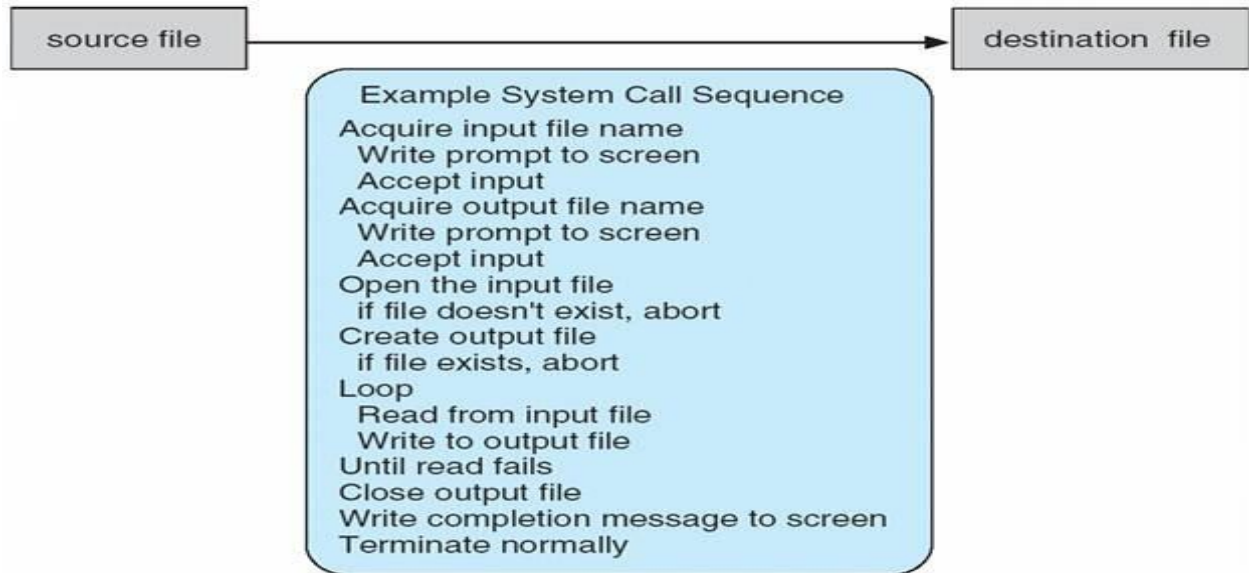 source file
destination file
Example System Call Sequence
Acquire input file name
Write prompt to screen
Accept input
Acquire output file name
Write prompt to screen
Accept input
Open the input file
if file doesn't exist, abort
Create output file
if file exists, abort
Loop
Read from input file
Write to output file
Until read fails
Close output file
Write completion message to screen
Terminate normally